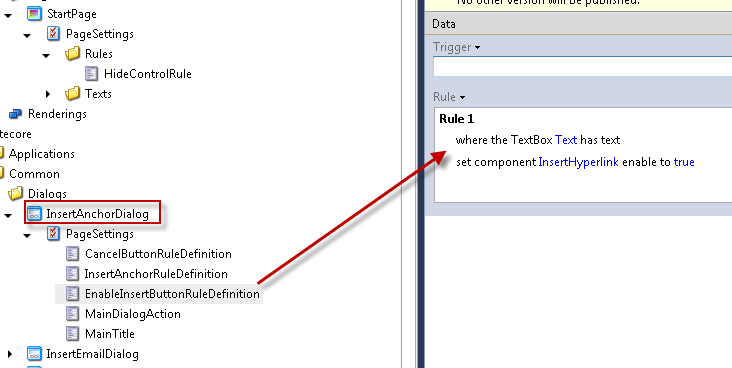 StartPage
PageSettings
Rules
HideControlRule
Texts
Renderings
tecore
Applications
Common
Dialogs
InsertAnchorDialog
PageSettings
CancelButtonRuleDefinition
InsertAnchorRuleDefinition
EnableInsertButtonRuleDefinition
MainDialogAction
MainTitle
InsertEmailDialog
No other version will be published.
Data
Trigger
Rule
Rule 1
where the TextBox Text has text
set component InsertHyperlink enable to true